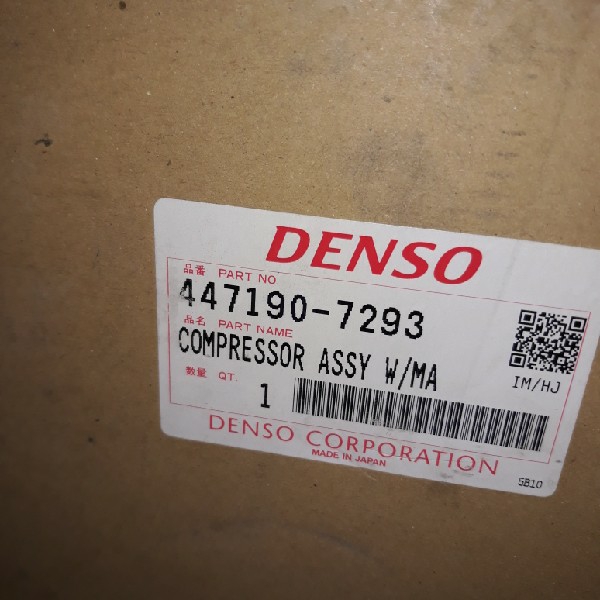 DENSO
品番 PART NO
447190-7293
品名 PART NAME
COMPRESSOR ASSY W/MA
IM/HJ
数量 QT.
1
DENSO CORPORATION
MADE IN JAPAN
5810